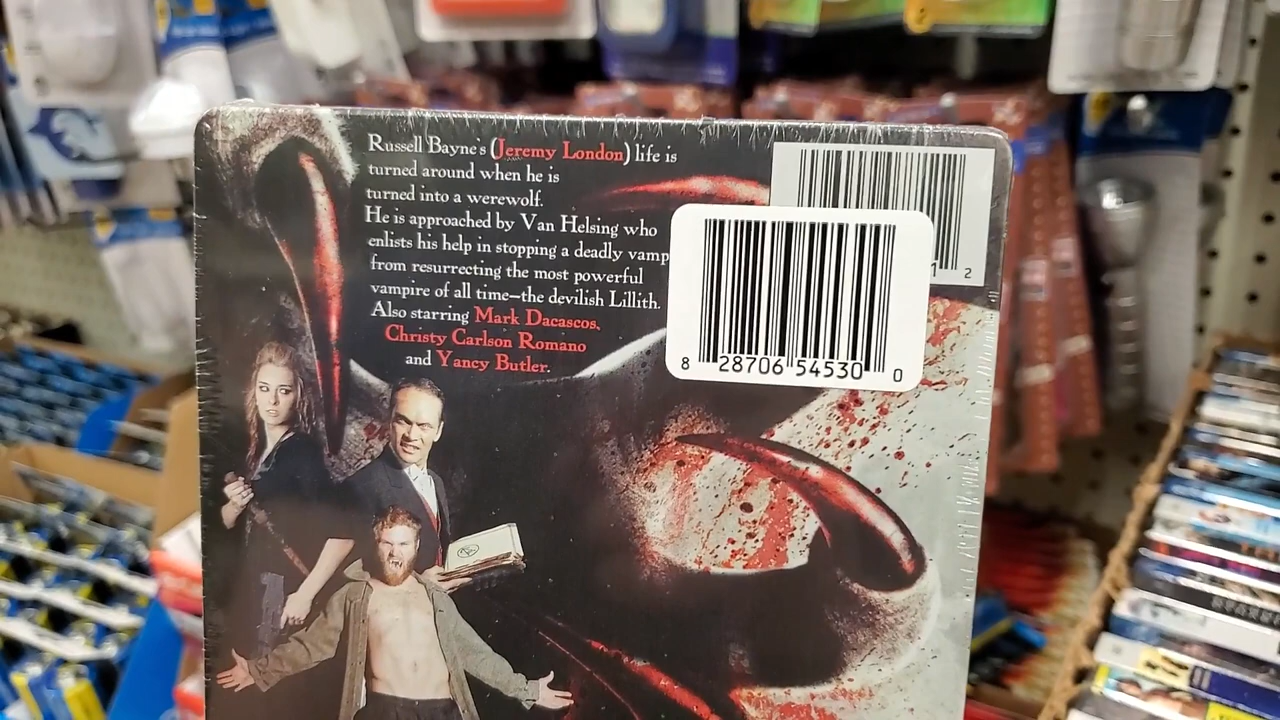 Russell Bayne's (Jeremy London) life is
turned around when he is
turned into a werewolf.
He is approached by Van Helsing who
enlists his help in stopping a deadly vamp
from resurrecting the most powerful
vampire of all time—the devilish Lillith.
Also starring Mark Dacascos,
Christy Carlson Romano
and Yancy Butler.
1 2
8 28706 54530 0